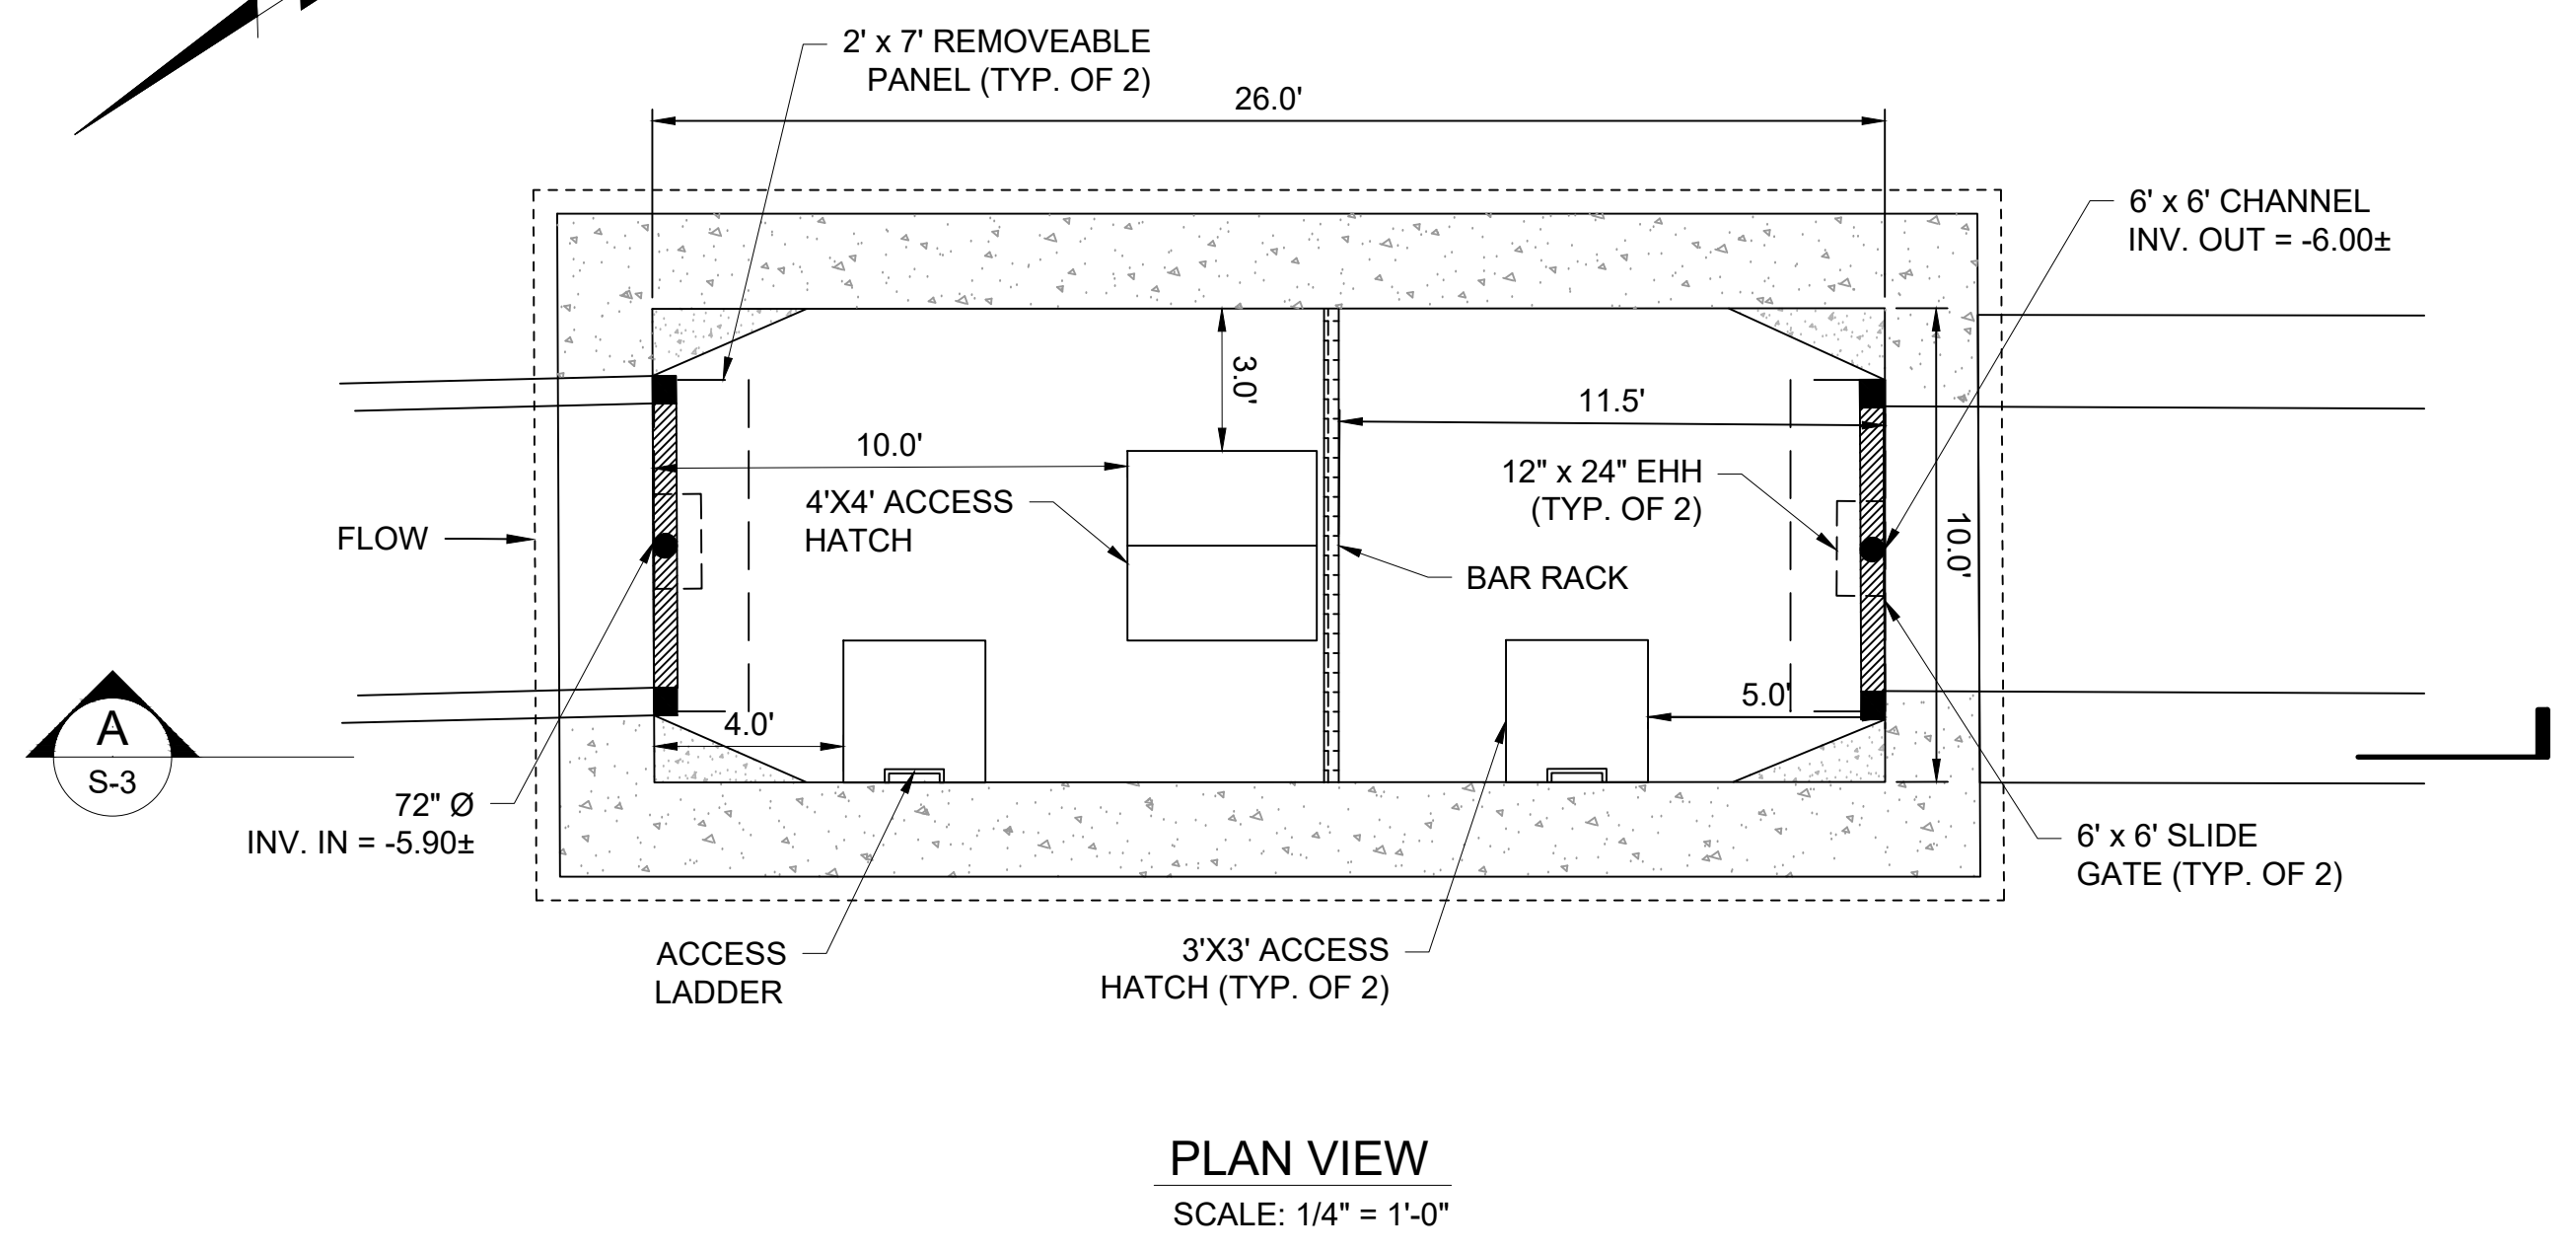 2' x 7' REMOVEABLE
PANEL (TYP. OF 2)
26.0'
6' x 6' CHANNEL
INV. OUT = -6.00±
3.0'
11.5'
10.0'
4'X4' ACCESS
HATCH
12" x 24" EHH
(TYP. OF 2)
10.0'
FLOW
BAR RACK
5.0'
4.0'
A
S-3
72" Ø
INV. IN = -5.90±
6' x 6' SLIDE
GATE (TYP. OF 2)
ACCESS
LADDER
3'X3' ACCESS
HATCH (TYP. OF 2)
PLAN VIEW
SCALE: 1/4" = 1'-0"